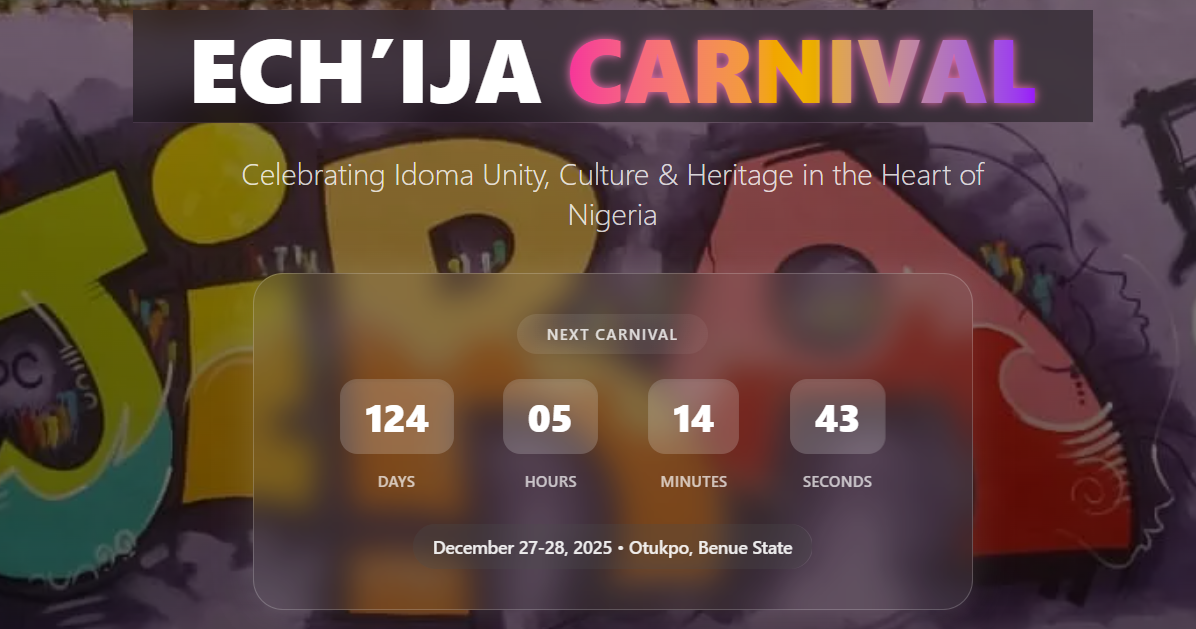 ECH’IJA CARNIVAL
Celebrating Idoma Unity, Culture & Heritage in the Heart of
Nigeria
NEXT CARNIVAL
124 05 14 43
DAYS HOURS MINUTES SECONDS
December 27-28, 2025 • Otukpo, Benue State